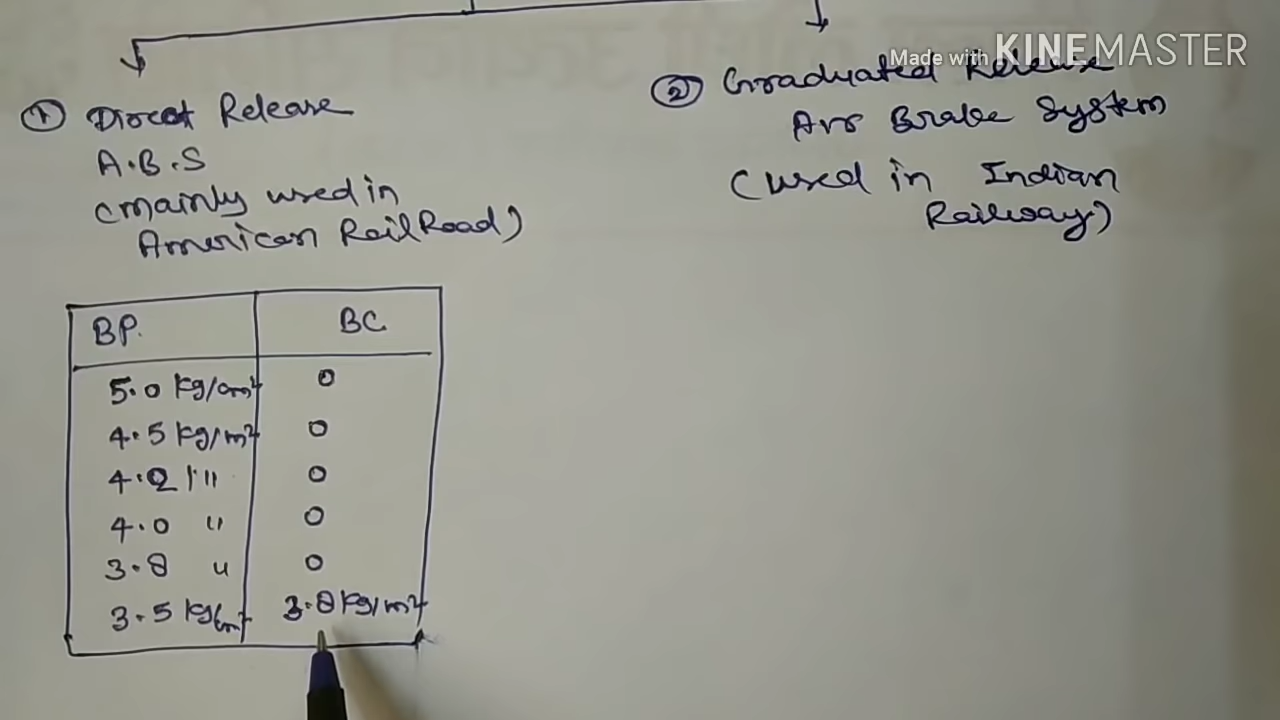 Made with KINEMASTER
① Direct Release
A.B.S
(mainly used in
American RailRoad)
② Graduated Release
Air Brake System
(used in Indian
Railway)
BP. BC
5.0 kg/cm² 0
4.5 kg/m² 0
4.2 " 0
4.0 " 0
3.8 " 0
3.5 kg/cm² 3.8 kg/m²